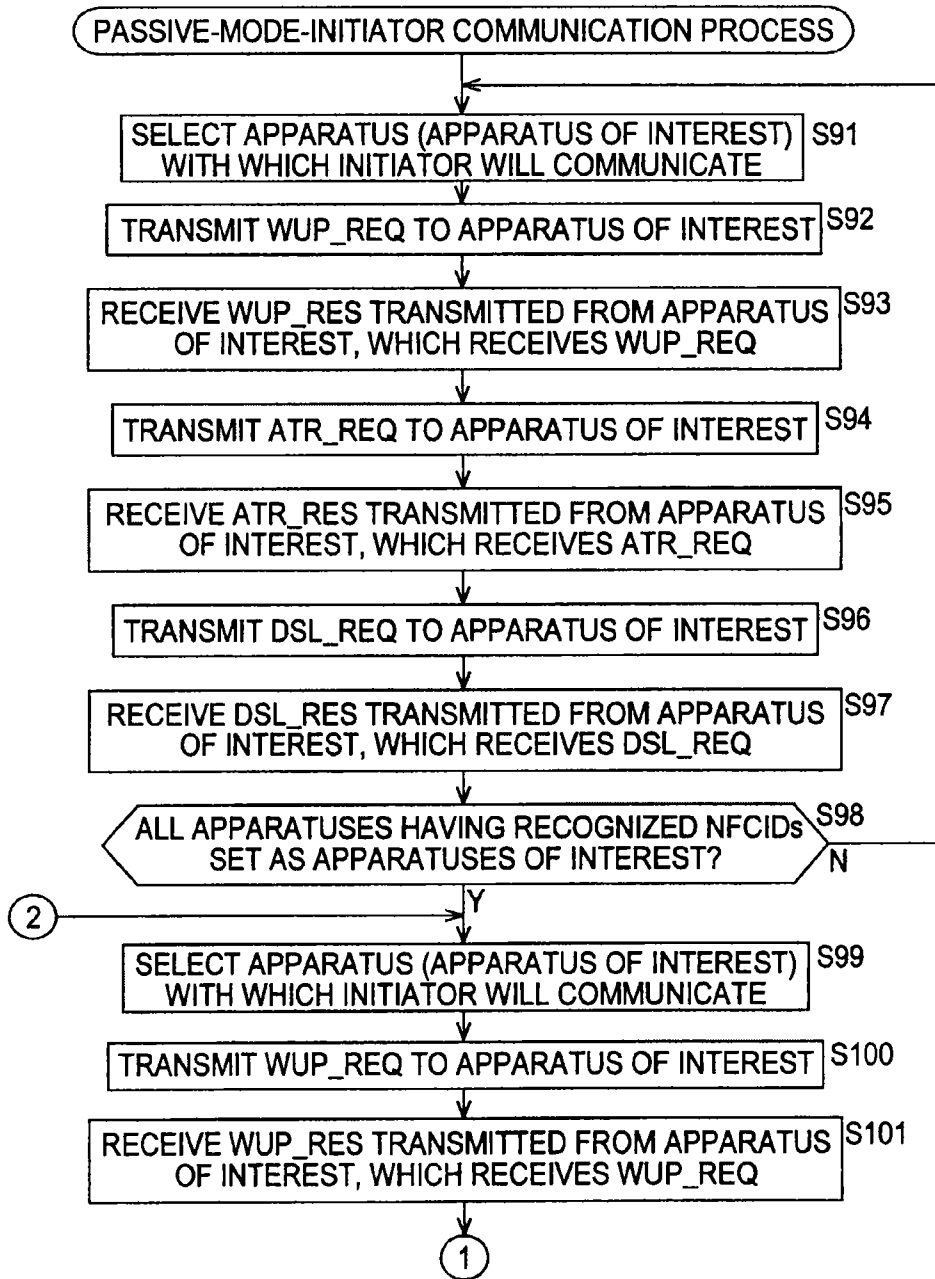 PASSIVE-MODE-INITIATOR COMMUNICATION PROCESS
SELECT APPARATUS (APPARATUS OF INTEREST) S91
WITH WHICH INITIATOR WILL COMMUNICATE
TRANSMIT WUP_REQ TO APPARATUS OF INTEREST S92
RECEIVE WUP_RES TRANSMITTED FROM APPARATUS S93
OF INTEREST, WHICH RECEIVES WUP_REQ
TRANSMIT ATR_REQ TO APPARATUS OF INTEREST S94
RECEIVE ATR_RES TRANSMITTED FROM APPARATUS S95
OF INTEREST, WHICH RECEIVES ATR_REQ
TRANSMIT DSL_REQ TO APPARATUS OF INTEREST S96
RECEIVE DSL_RES TRANSMITTED FROM APPARATUS S97
OF INTEREST, WHICH RECEIVES DSL_REQ
ALL APPARATUSES HAVING RECOGNIZED NFCIDs S98
SET AS APPARATUSES OF INTEREST? N
2 Y
SELECT APPARATUS (APPARATUS OF INTEREST) S99
WITH WHICH INITIATOR WILL COMMUNICATE
TRANSMIT WUP_REQ TO APPARATUS OF INTEREST S100
RECEIVE WUP_RES TRANSMITTED FROM APPARATUS S101
OF INTEREST, WHICH RECEIVES WUP_REQ
1